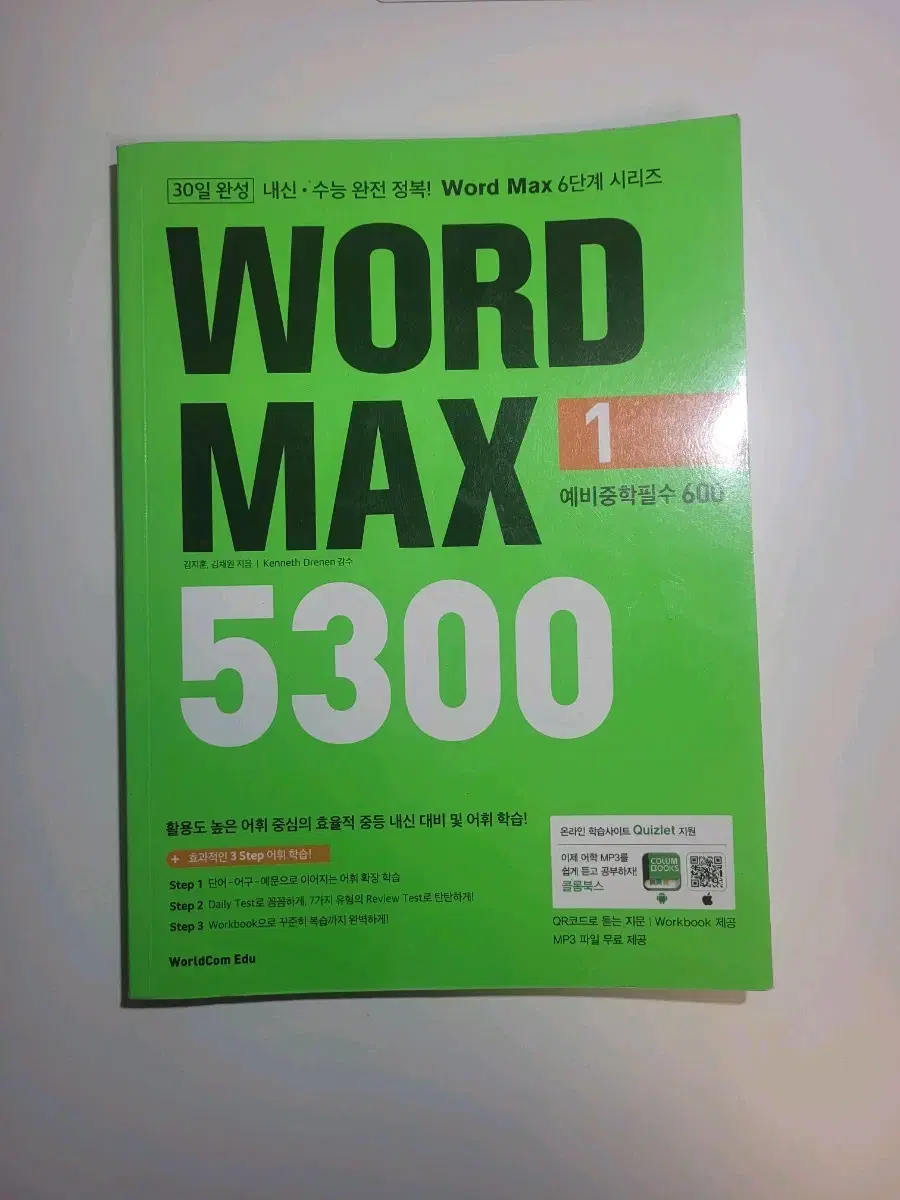 30일 완성 내신·수능 완전 정복! Word Max 6단계 시리즈
WORD
MAX
1
예비중학필수 600
김지훈, 김채원 지음 | Kenneth Drenen 감수
5300
활용도 높은 어휘 중심의 효율적 중등 내신 대비 및 어휘 학습!
+ 효과적인 3 Step 어휘 학습!
Step 1 단어-어구-예문으로 이어지는 어휘 확장 학습
Step 2 Daily Test로 꼼꼼하게, 7가지 유형의 Review Test로 탄탄하게!
Step 3 Workbook으로 꾸준히 복습까지 완벽하게!
WorldCom Edu
온라인 학습사이트 Quizlet 지원
이제 어학 MP3를
쉽게 듣고 공부하자!
콜롬북스
COLUM
BOOKS
QR코드로 듣는 지문 | Workbook 제공
MP3 파일 무료 제공